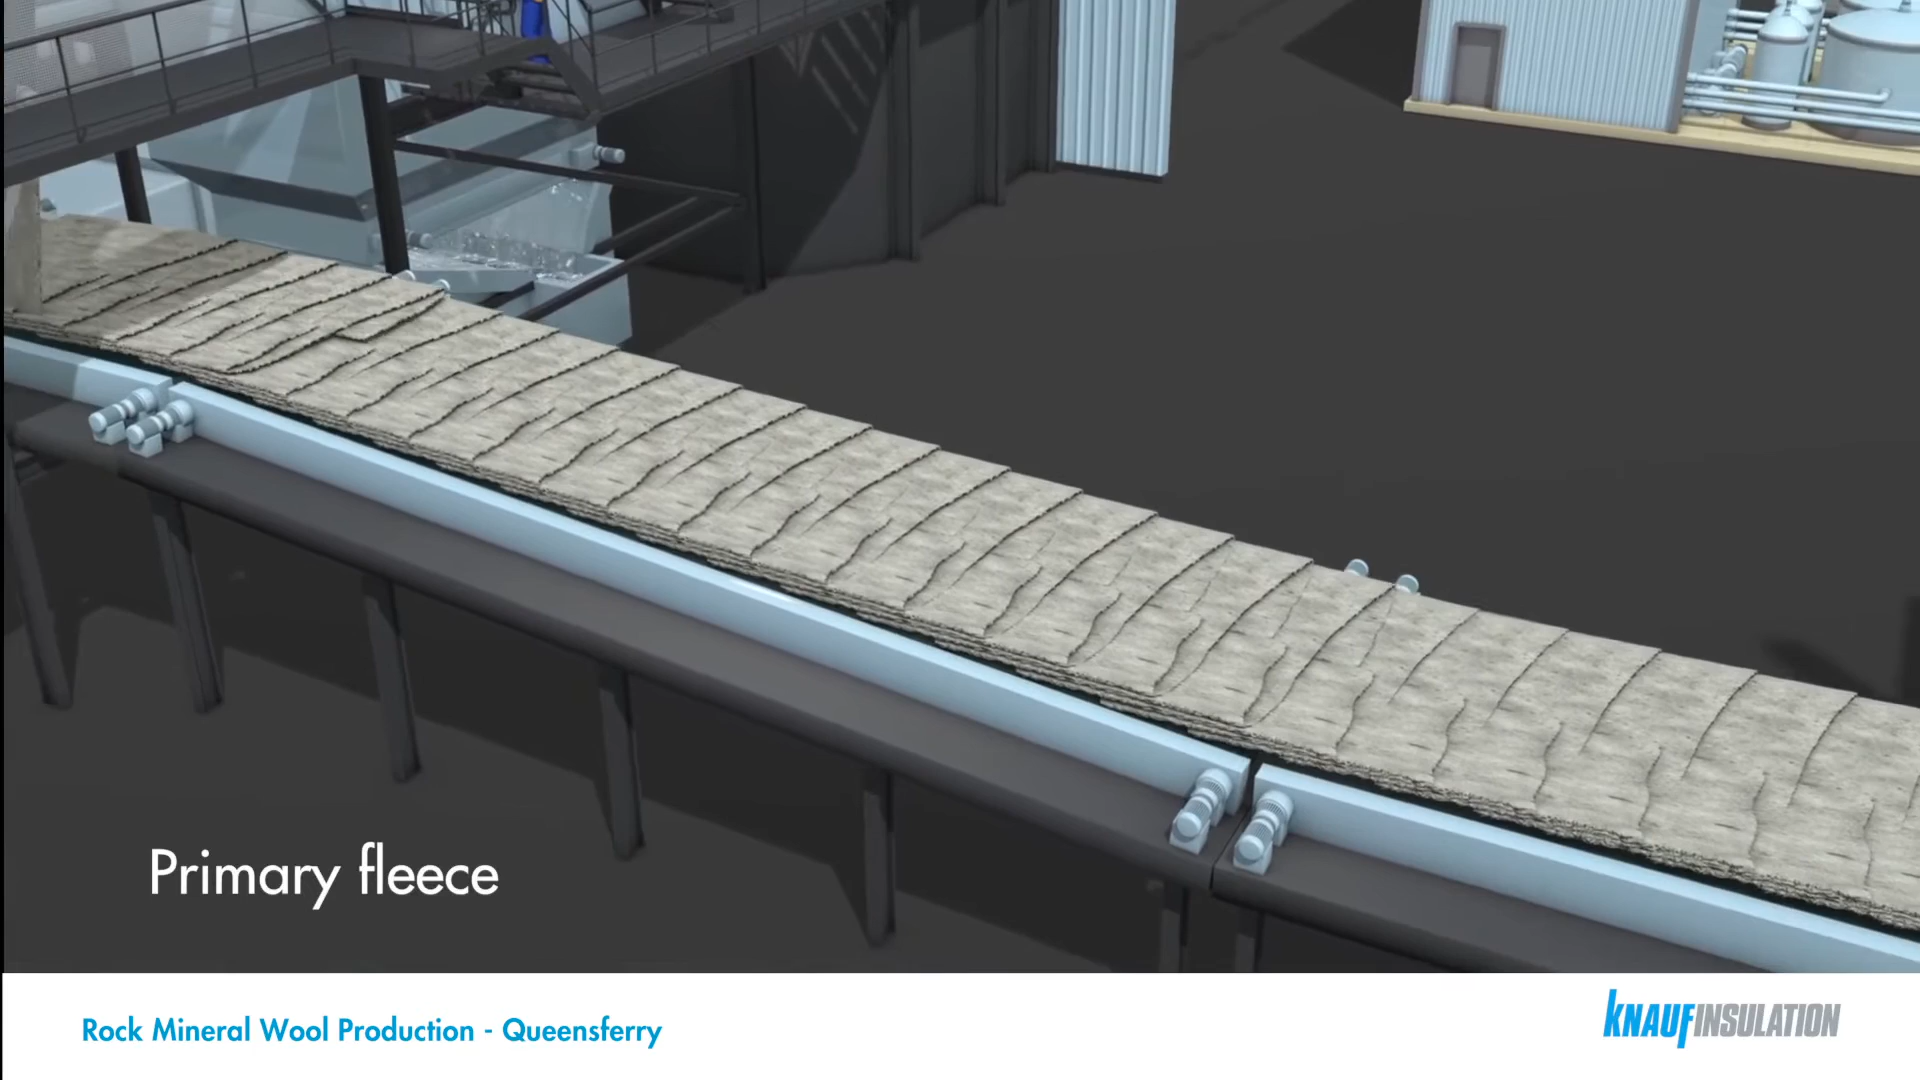 Primary fleece
Rock Mineral Wool Production - Queensferry
KNAUFINSULATION